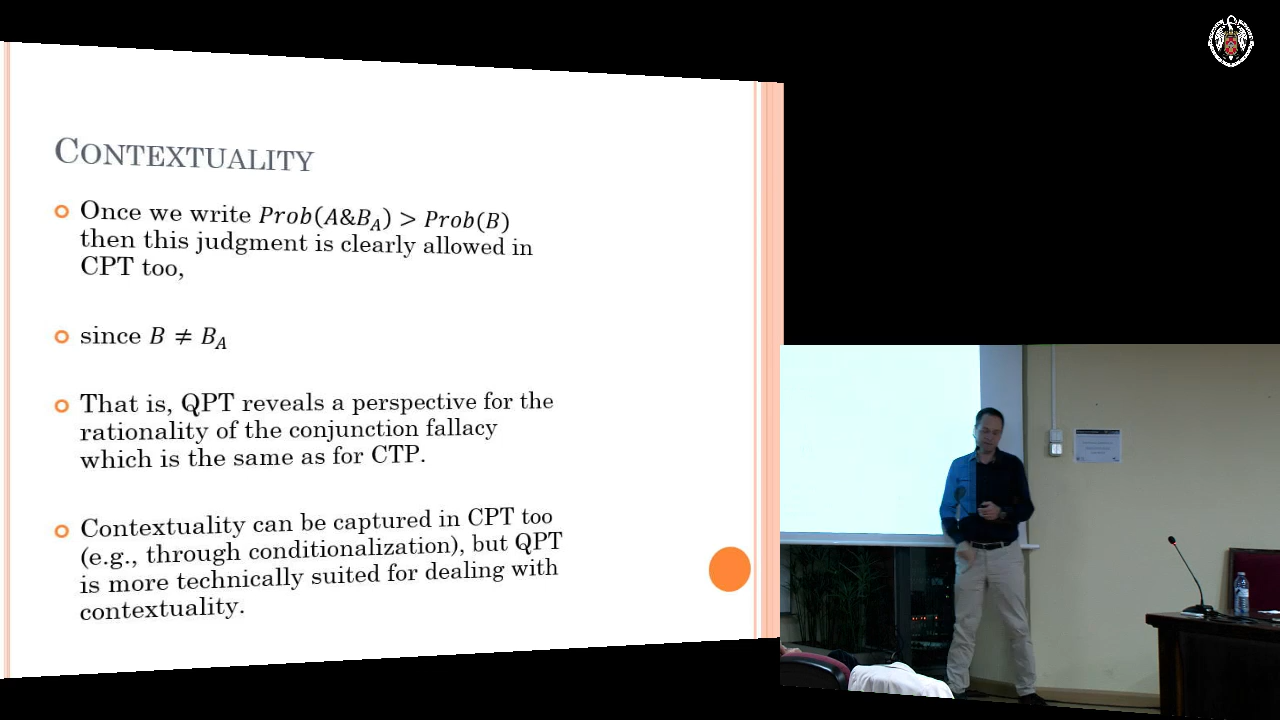 CONTEXTUALITY
Once we write Prob(A&B_A) > Prob(B)
then this judgment is clearly allowed in
CPT too,
since B ≠ B_A
That is, QPT reveals a perspective for the
rationality of the conjunction fallacy
which is the same as for CTP.
Contextuality can be captured in CPT too
(e.g., through conditionalization), but QPT
is more technically suited for dealing with
contextuality.